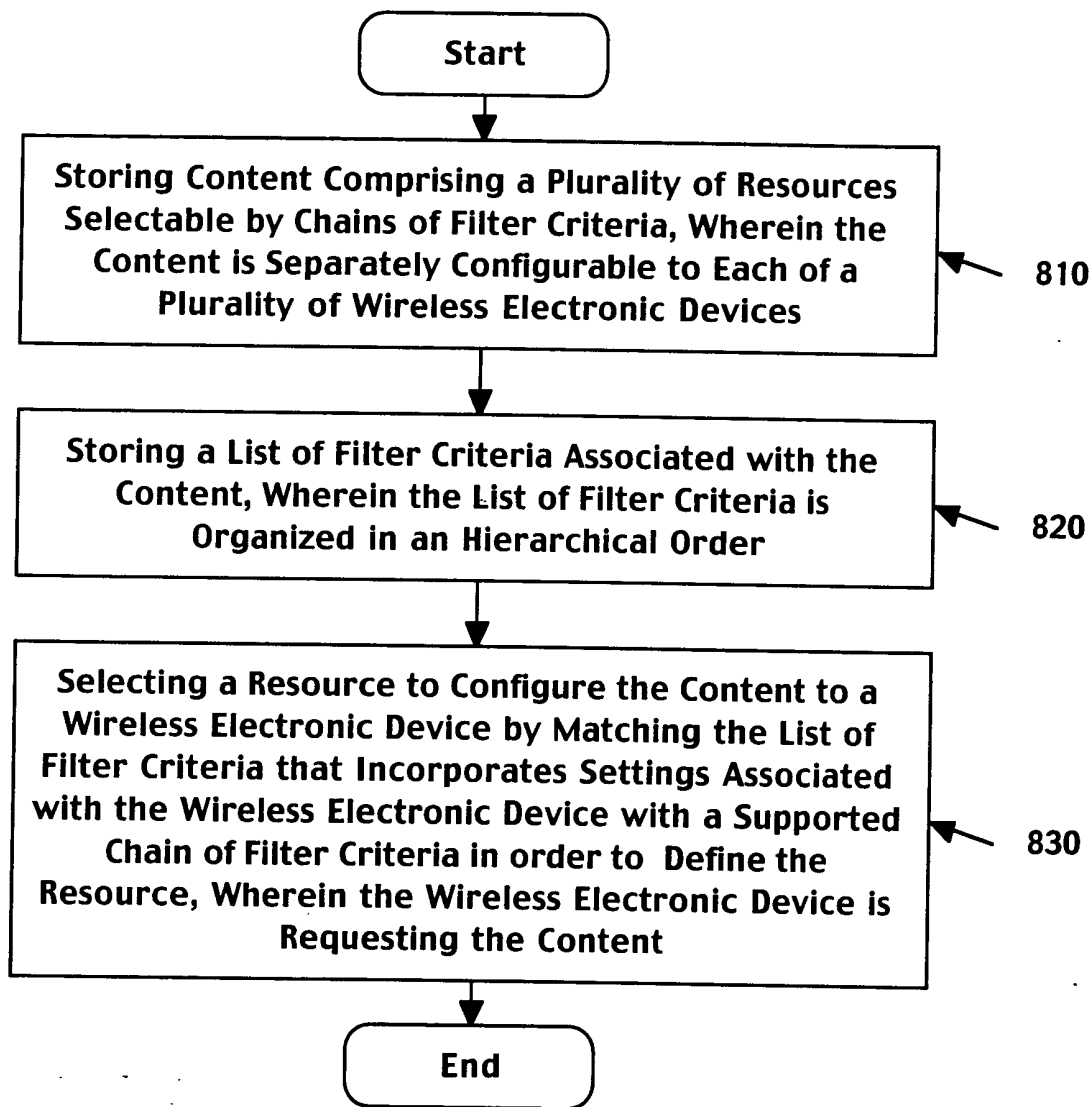 Start
Storing Content Comprising a Plurality of Resources
Selectable by Chains of Filter Criteria, Wherein the
Content is Separately Configurable to Each of a
Plurality of Wireless Electronic Devices
810
Storing a List of Filter Criteria Associated with the
Content, Wherein the List of Filter Criteria is
Organized in an Hierarchical Order
820
Selecting a Resource to Configure the Content to a
Wireless Electronic Device by Matching the List of
Filter Criteria that Incorporates Settings Associated
with the Wireless Electronic Device with a Supported
Chain of Filter Criteria in order to Define the
Resource, Wherein the Wireless Electronic Device is
Requesting the Content
830
End